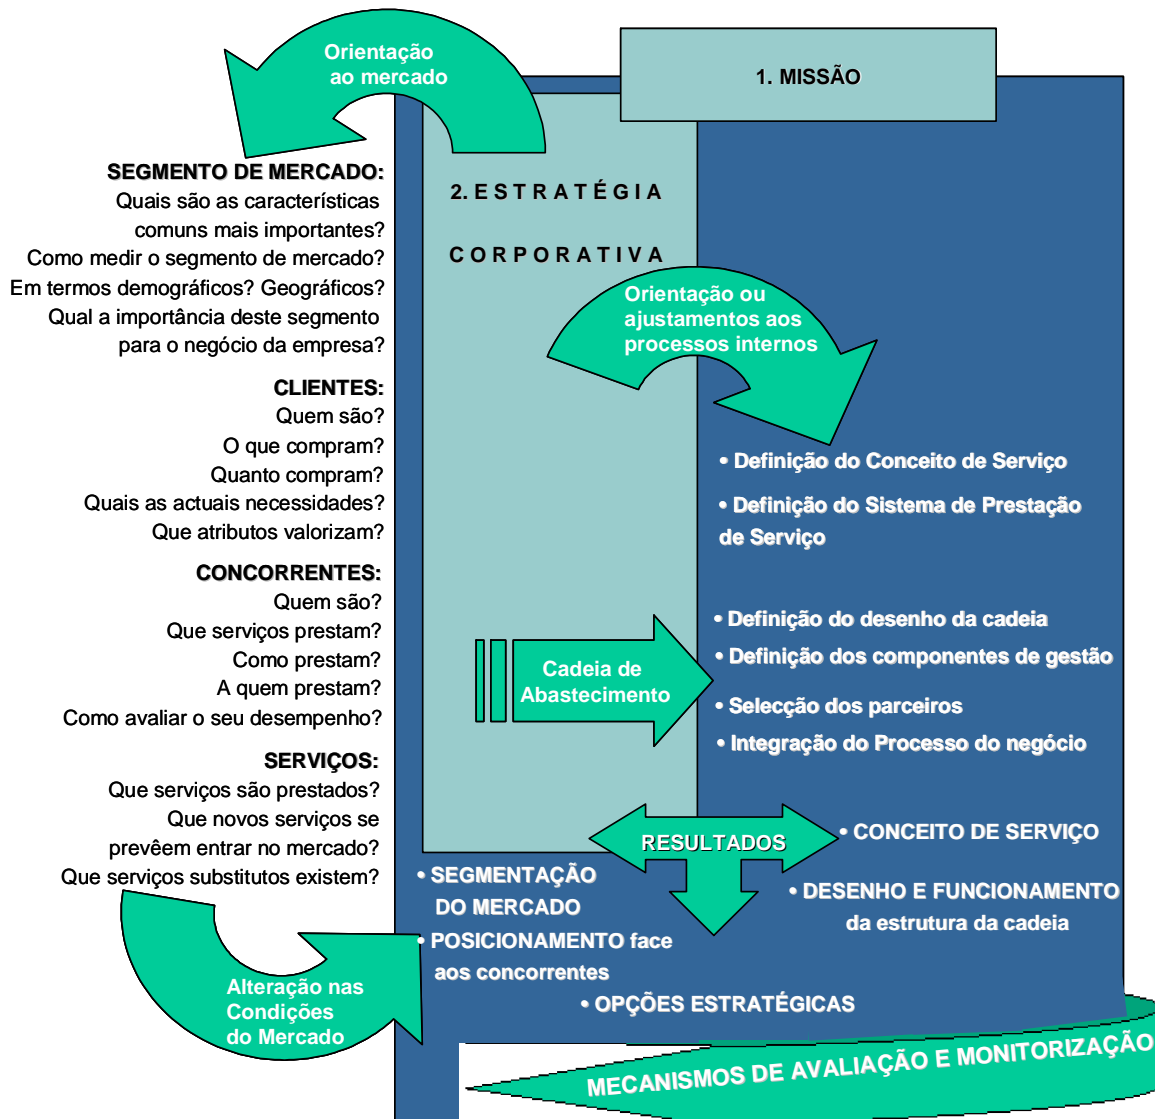 Orientação
ao mercado
1. MISSÃO
SEGMENTO DE MERCADO:
Quais são as características
comuns mais importantes?
Como medir o segmento de mercado?
Em termos demográficos? Geográficos?
Qual a importância deste segmento
para o negócio da empresa?
CLIENTES:
Quem são?
O que compram?
Quanto compram?
Quais as actuais necessidades?
Que atributos valorizam?
CONCORRENTES:
Quem são?
Que serviços prestam?
Como prestam?
A quem prestam?
Como avaliar o seu desempenho?
SERVIÇOS:
Que serviços são prestados?
Que novos serviços se
prevêem entrar no mercado?
Que serviços substitutos existem?
Alteração nas
Condições
do Mercado
2. E S T R A T É G I A
C O R P O R A T I V A
Orientação ou
ajustamentos aos
processos internos
• Definição do Conceito de Serviço
• Definição do Sistema de Prestação
de Serviço
Cadeia de
Abastecimento
• Definição do desenho da cadeia
• Definição dos componentes de gestão
• Selecção dos parceiros
• Integração do Processo do negócio
RESULTADOS
• CONCEITO DE SERVIÇO
• DESENHO E FUNCIONAMENTO
da estrutura da cadeia
• SEGMENTAÇÃO
DO MERCADO
• POSICIONAMENTO face
aos concorrentes
• OPÇÕES ESTRATÉGICAS
MECANISMOS DE AVALIAÇÃO E MONITORIZAÇÃO